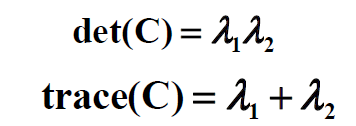 det(C) = λ₁λ₂
trace(C) = λ₁ + λ₂